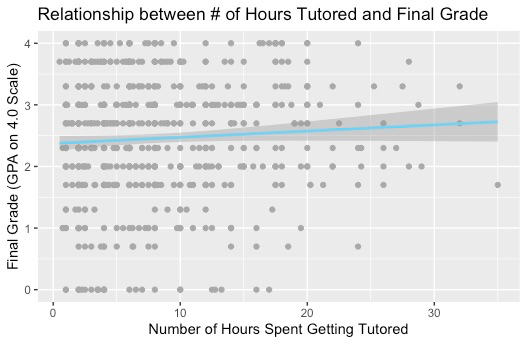 Relationship between # of Hours Tutored and Final Grade
Final Grade (GPA on 4.0 Scale)
4
3
2
1
0
0 10 20 30
Number of Hours Spent Getting Tutored